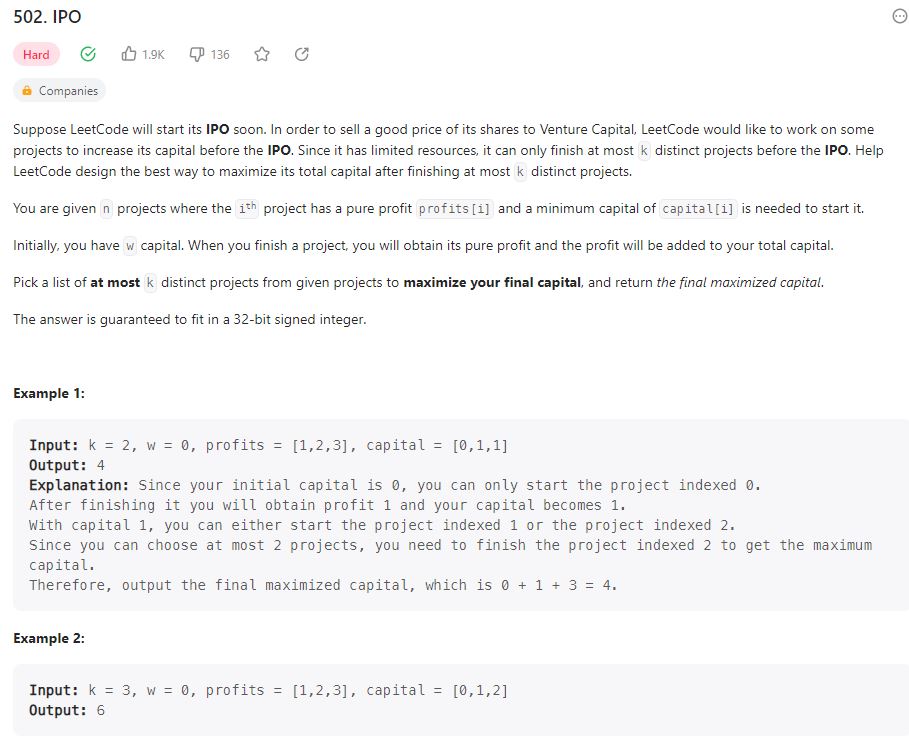 502. IPO
Hard 1.9K 136
Companies
Suppose LeetCode will start its IPO soon. In order to sell a good price of its shares to Venture Capital, LeetCode would like to work on some
projects to increase its capital before the IPO. Since it has limited resources, it can only finish at most k distinct projects before the IPO. Help
LeetCode design the best way to maximize its total capital after finishing at most k distinct projects.
You are given n projects where the ith project has a pure profit profits[i] and a minimum capital of capital[i] is needed to start it.
Initially, you have w capital. When you finish a project, you will obtain its pure profit and the profit will be added to your total capital.
Pick a list of at most k distinct projects from given projects to maximize your final capital, and return the final maximized capital.
The answer is guaranteed to fit in a 32-bit signed integer.
Example 1:
Input: k = 2, w = 0, profits = [1,2,3], capital = [0,1,1]
Output: 4
Explanation: Since your initial capital is 0, you can only start the project indexed 0.
After finishing it you will obtain profit 1 and your capital becomes 1.
With capital 1, you can either start the project indexed 1 or the project indexed 2.
Since you can choose at most 2 projects, you need to finish the project indexed 2 to get the maximum
capital.
Therefore, output the final maximized capital, which is 0 + 1 + 3 = 4.
Example 2:
Input: k = 3, w = 0, profits = [1,2,3], capital = [0,1,2]
Output: 6